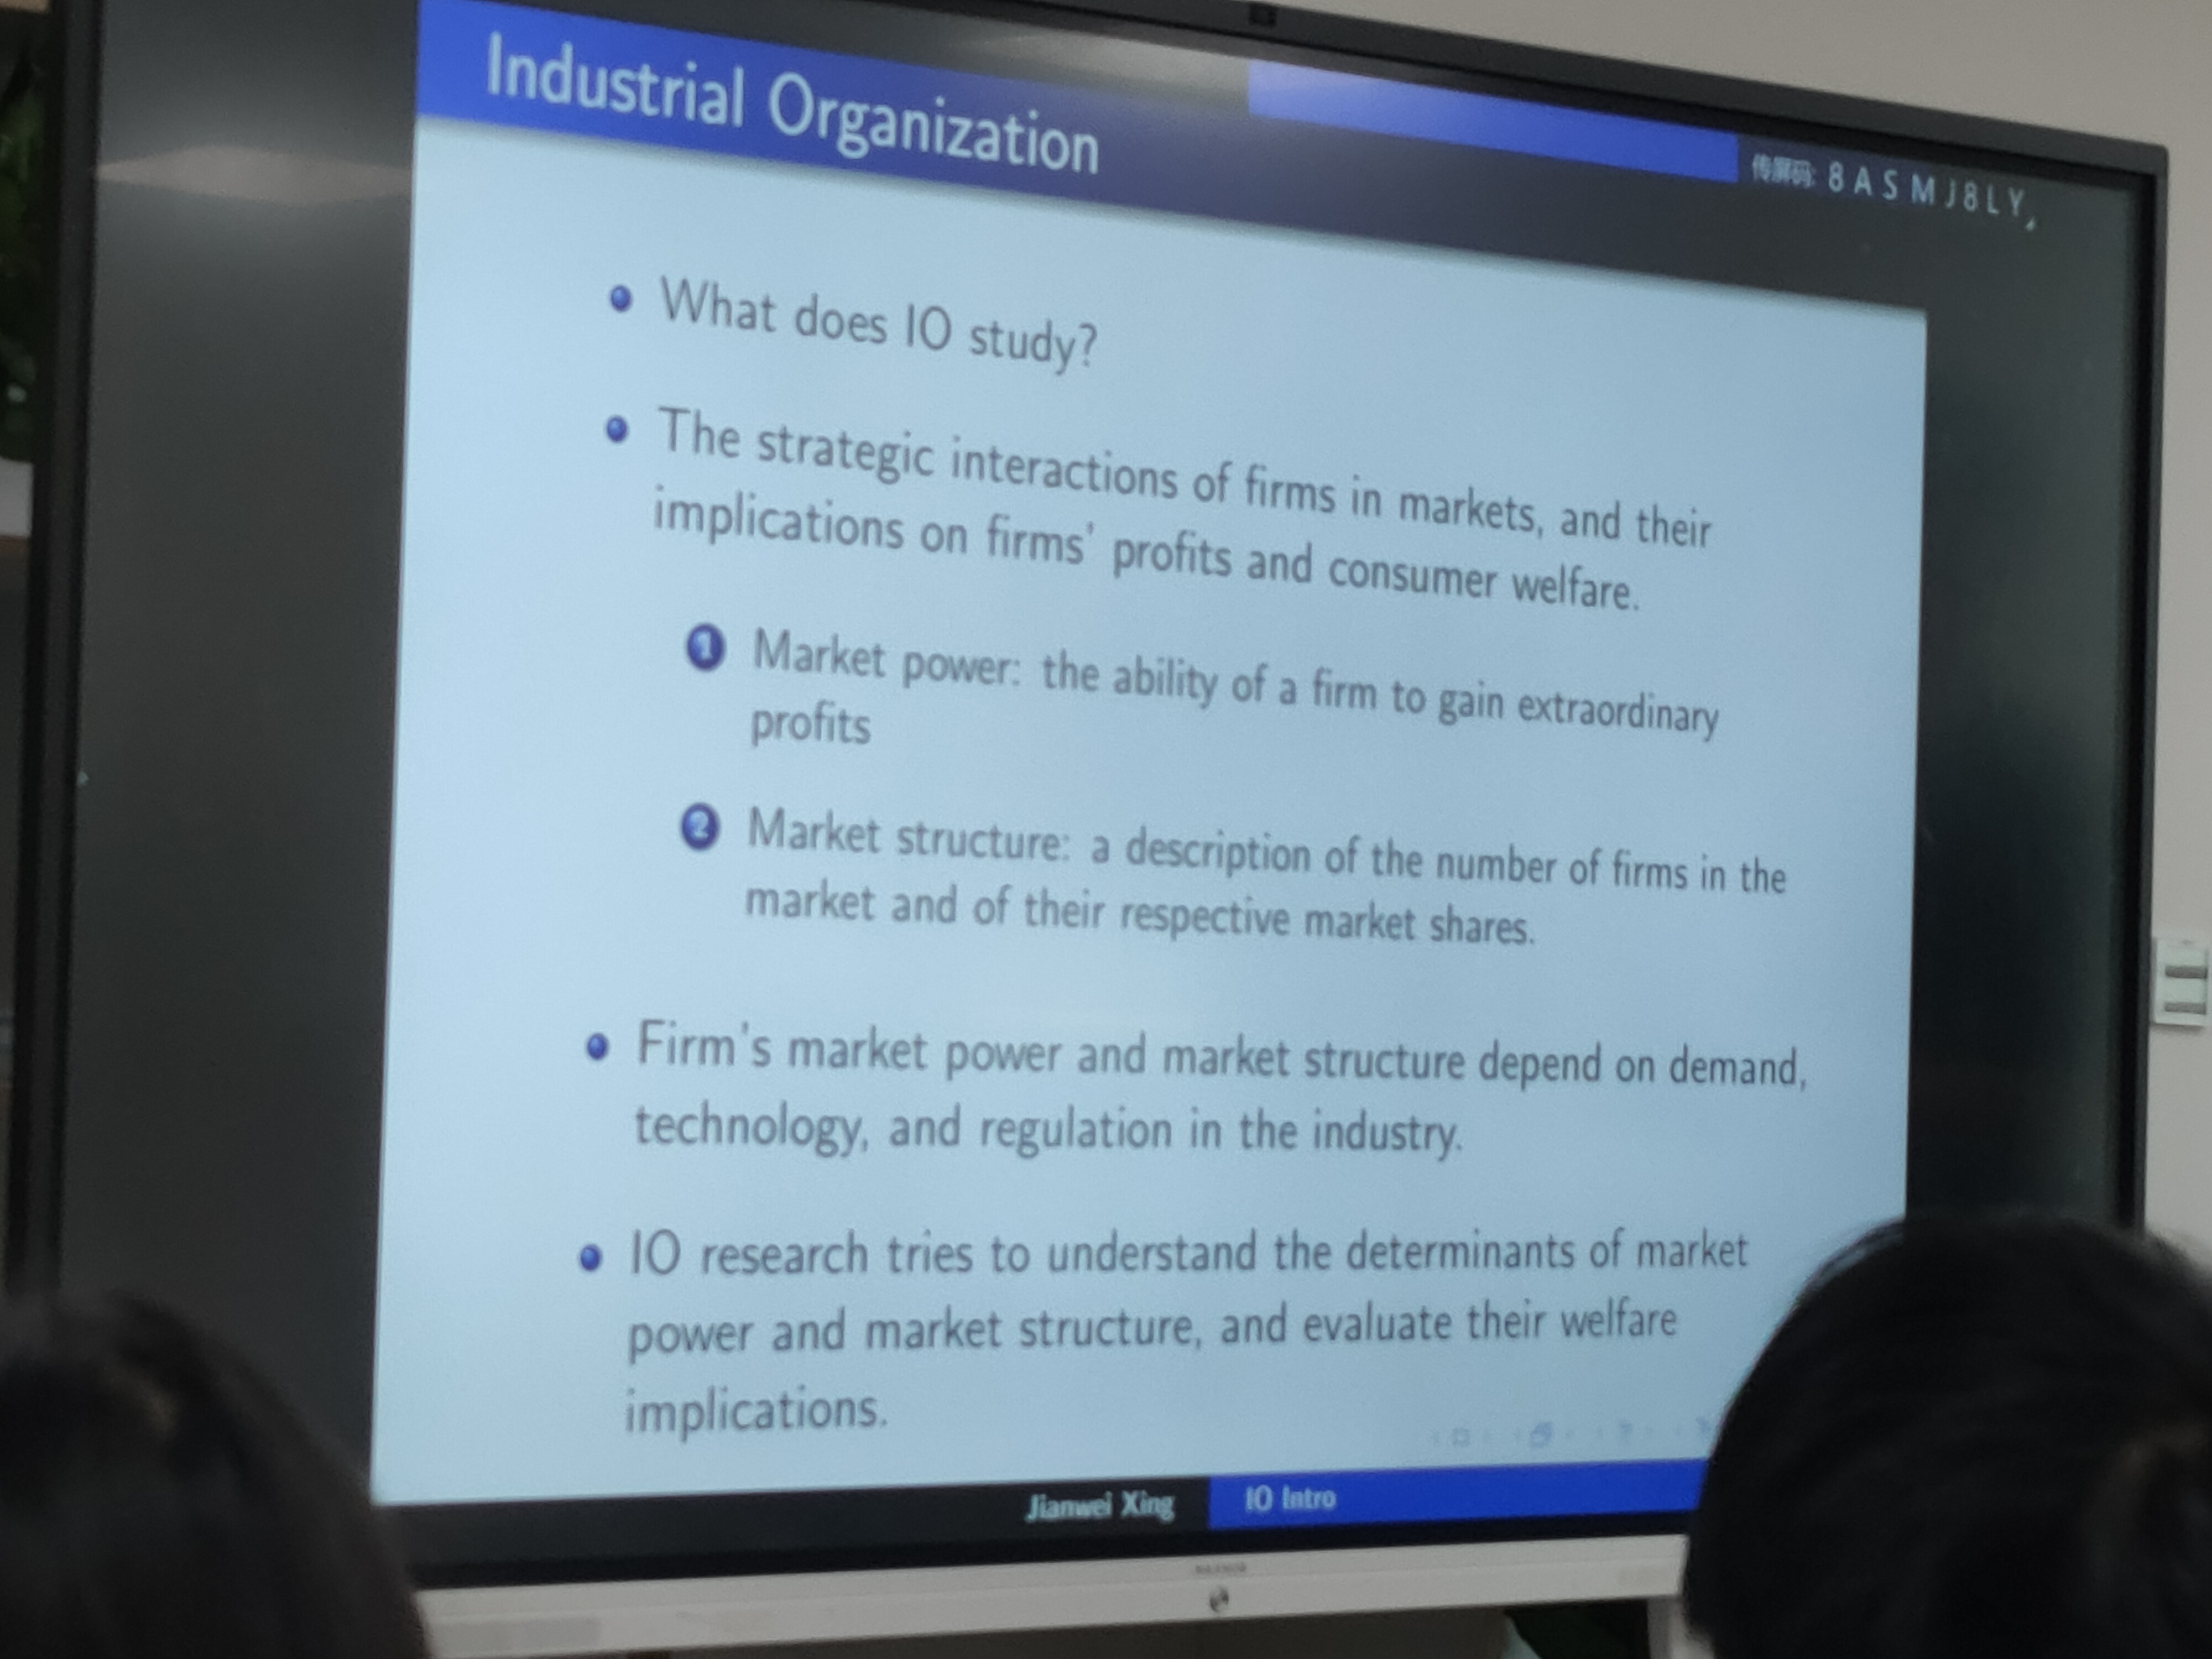 Industrial Organization
传屏码: 8ASMJ8LY
What does IO study?
The strategic interactions of firms in markets, and their
implications on firms' profits and consumer welfare.
1 Market power: the ability of a firm to gain extraordinary
profits
2 Market structure: a description of the number of firms in the
market and of their respective market shares.
Firm's market power and market structure depend on demand,
technology, and regulation in the industry.
IO research tries to understand the determinants of market
power and market structure, and evaluate their welfare
implications.
Jianwei Xing
IO Intro